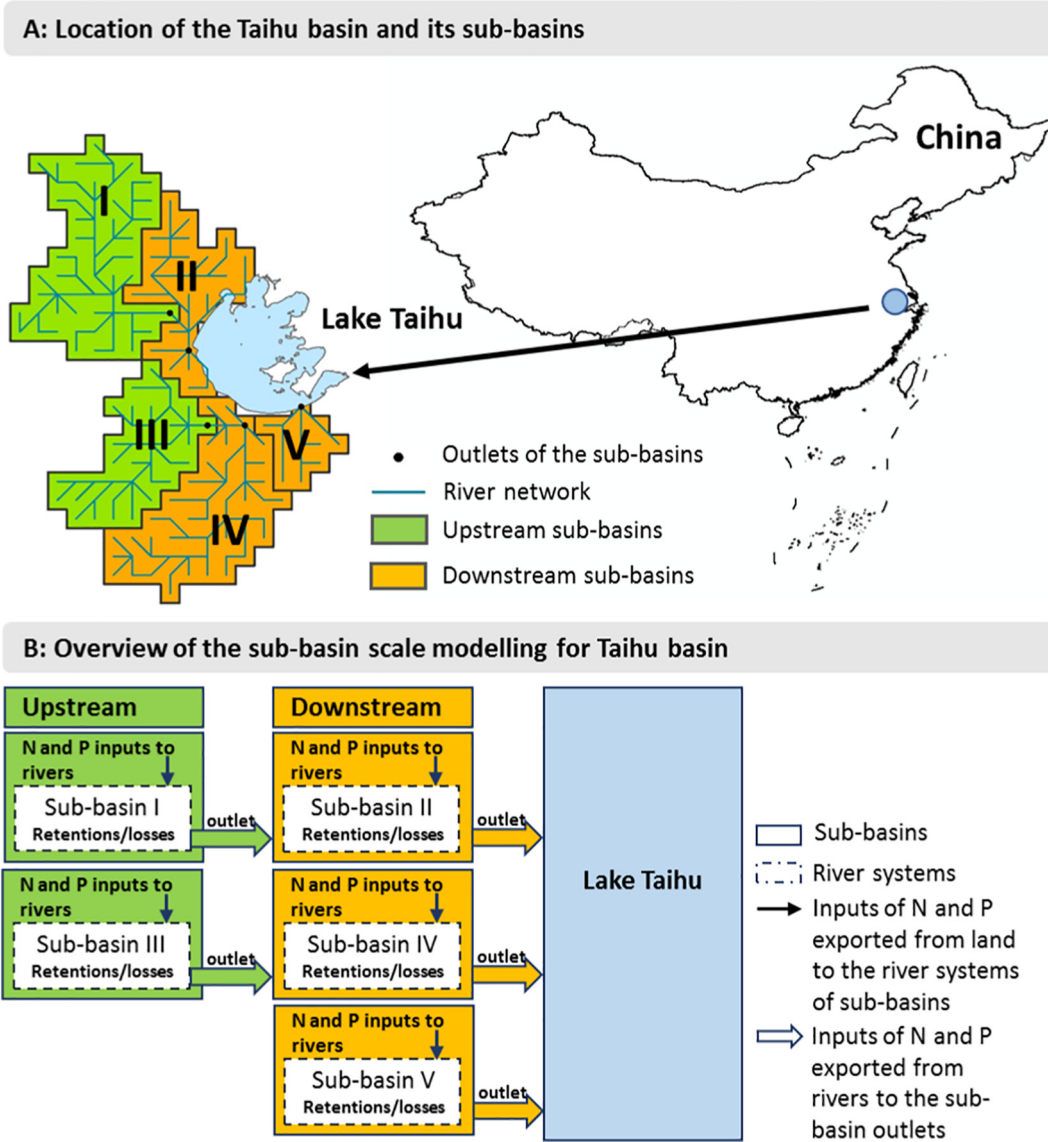 A: Location of the Taihu basin and its sub-basins
China
I
II
Lake Taihu
III
V
IV
Outlets of the sub-basins
River network
Upstream sub-basins
Downstream sub-basins
B: Overview of the sub-basin scale modelling for Taihu basin
Upstream
N and P inputs to
rivers
Sub-basin I
Retentions/losses
outlet
N and P inputs to
rivers
Sub-basin III
Retentions/losses
outlet
Downstream
N and P inputs to
rivers
Sub-basin II
Retentions/losses
outlet
N and P inputs to
rivers
Sub-basin IV
Retentions/losses
outlet
N and P inputs to
rivers
Sub-basin V
Retentions/losses
outlet
Lake Taihu
Sub-basins
River systems
Inputs of N and P
exported from land
to the river systems
of sub-basins
Inputs of N and P
exported from
rivers to the sub-
basin outlets